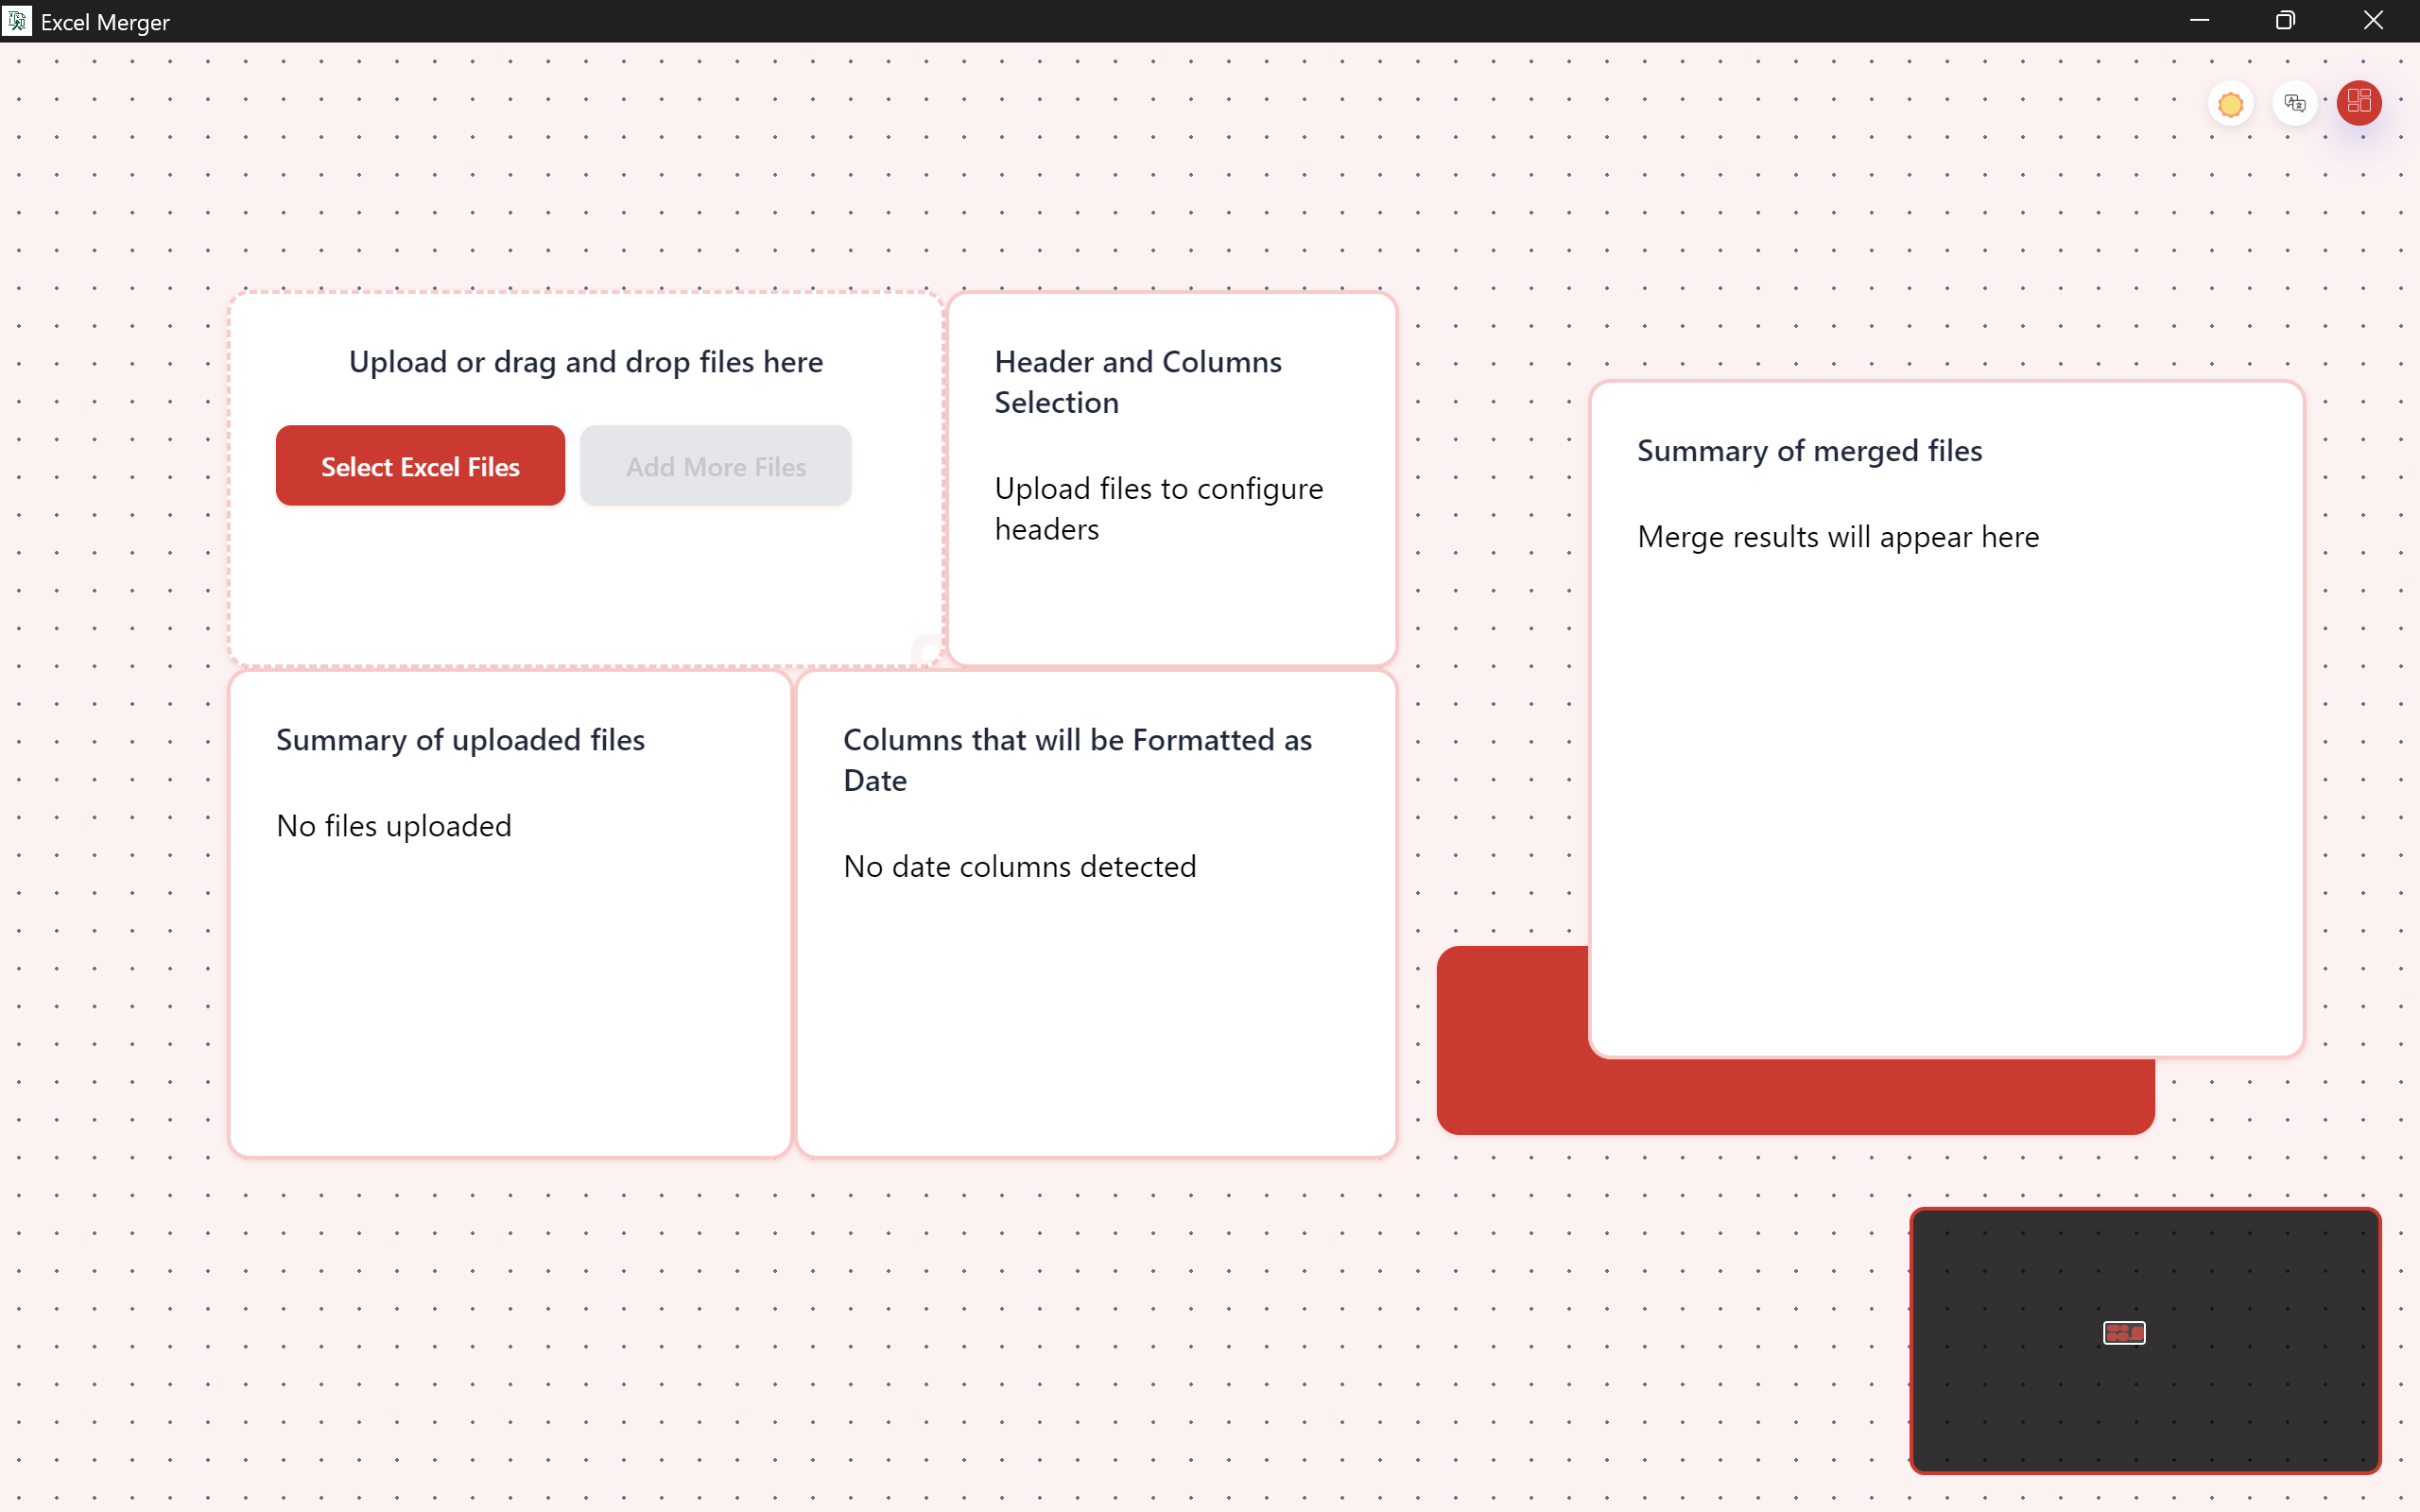 Excel Merger
Upload or drag and drop files here
Select Excel Files
Add More Files
Header and Columns
Selection
Upload files to configure
headers
Summary of merged files
Merge results will appear here
Summary of uploaded files
No files uploaded
Columns that will be Formatted as
Date
No date columns detected